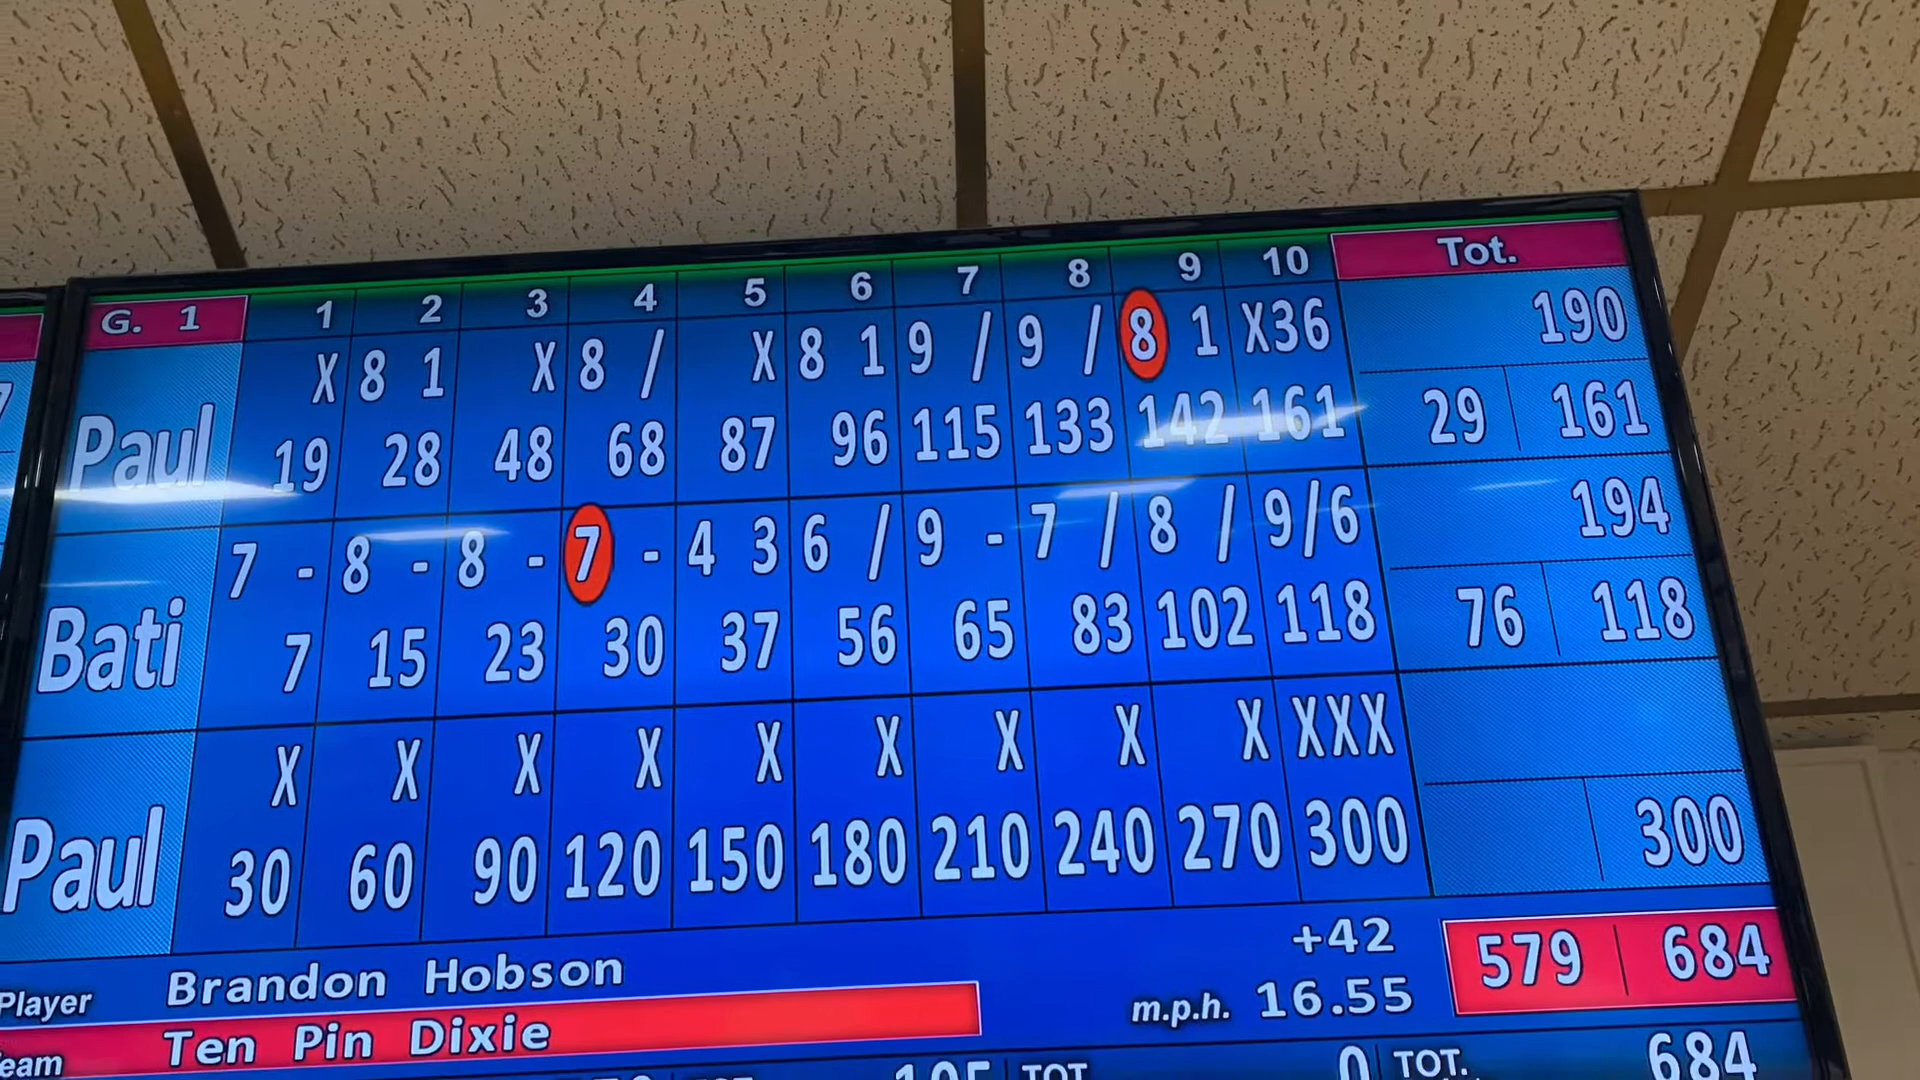 G. 1 1 2 3 4 5 6 7 8 9 10 Tot.
Paul X 8 1 X 8 / X 8 1 9 / 9 / 8 1 X36 190
19 28 48 68 87 96 115 133 142 161 29 161
Bati 7 - 8 - 8 - 7 - 4 3 6 / 9 - 7 / 8 / 9/6 194
7 15 23 30 37 56 65 83 102 118 76 118
Paul X X X X X X X X X XXX
30 60 90 120 150 180 210 240 270 300 300
Player Brandon Hobson +42 579 684
Ten Pin Dixie m.p.h. 16.55
TOT TOT. 684